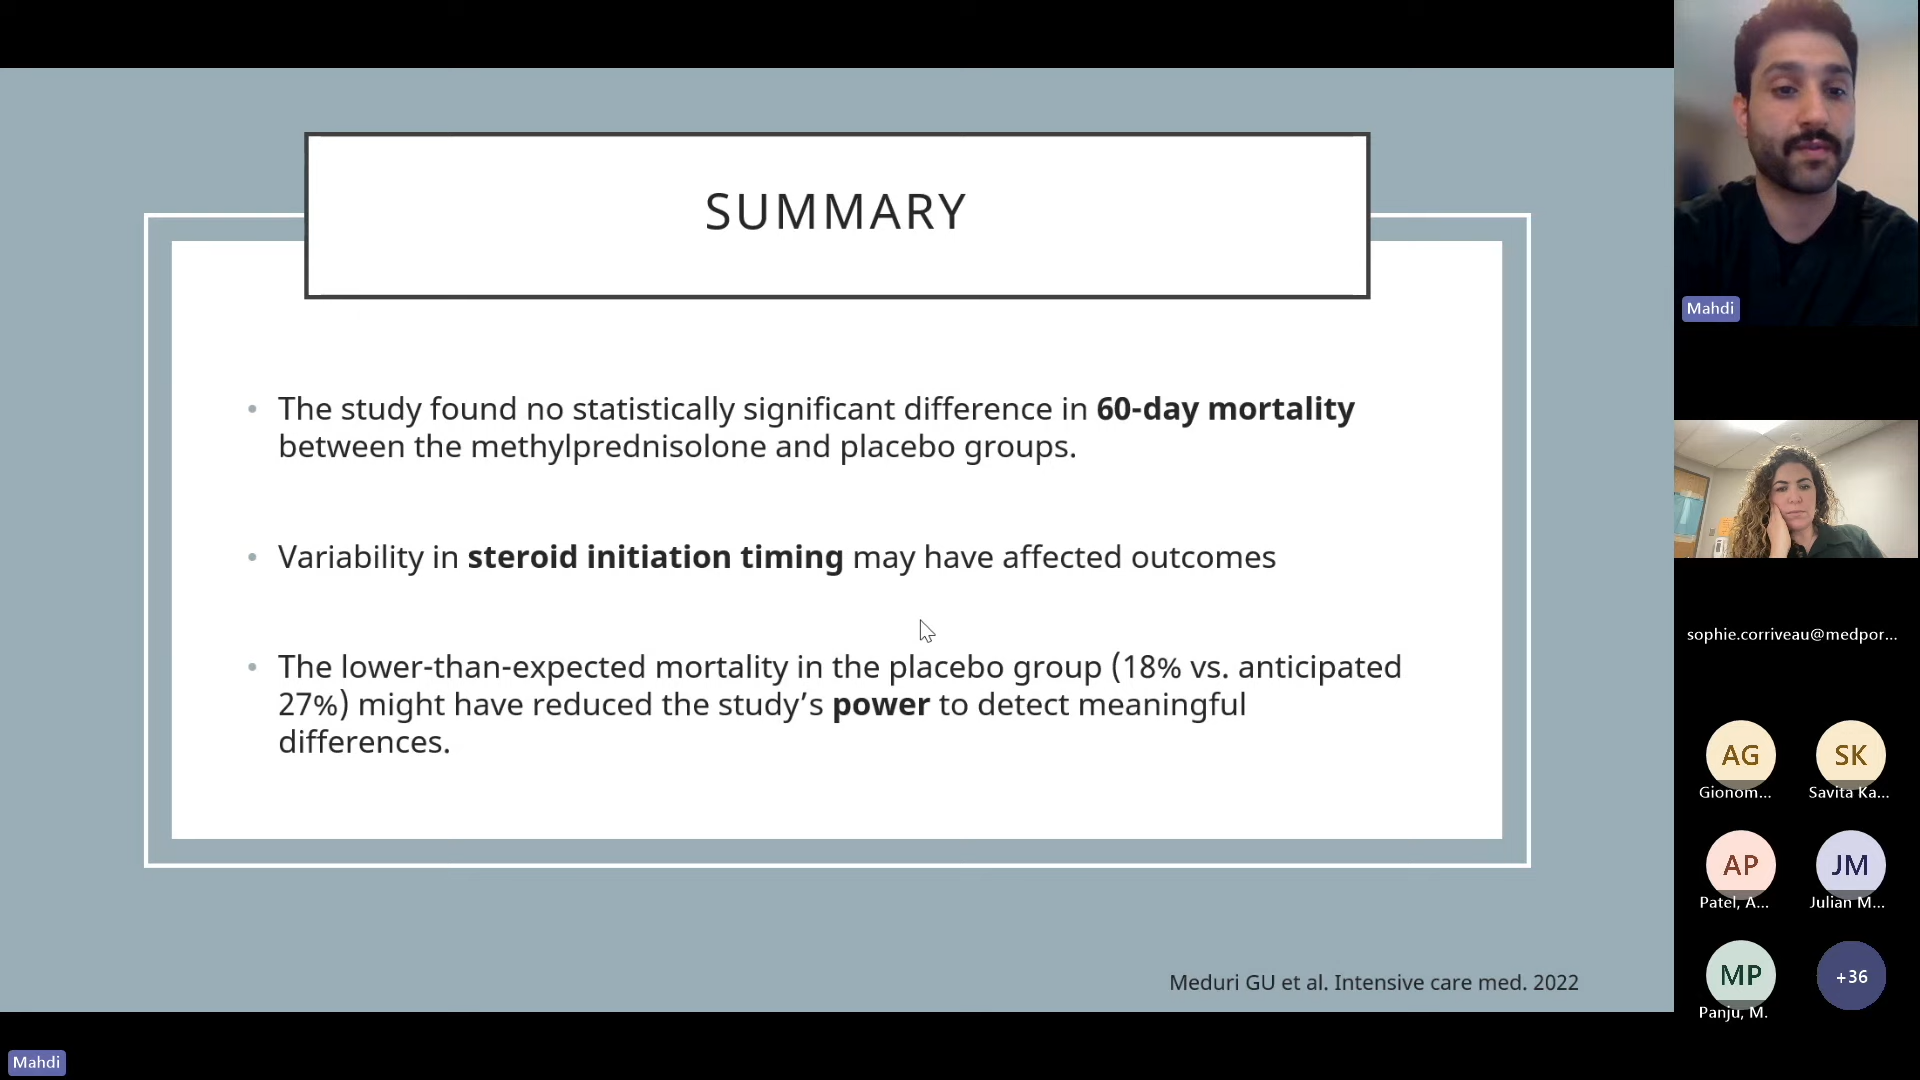 SUMMARY
• The study found no statistically significant difference in 60-day mortality
between the methylprednisolone and placebo groups.
• Variability in steroid initiation timing may have affected outcomes
• The lower-than-expected mortality in the placebo group (18% vs. anticipated
27%) might have reduced the study’s power to detect meaningful
differences.
Meduri GU et al. Intensive care med. 2022
Mahdi
Mahdi
sophie.corriveau@medpor...
AG
Gionom...
SK
Savita Ka...
AP
Patel, A...
JM
Julian M...
MP
Panju, M.
+36